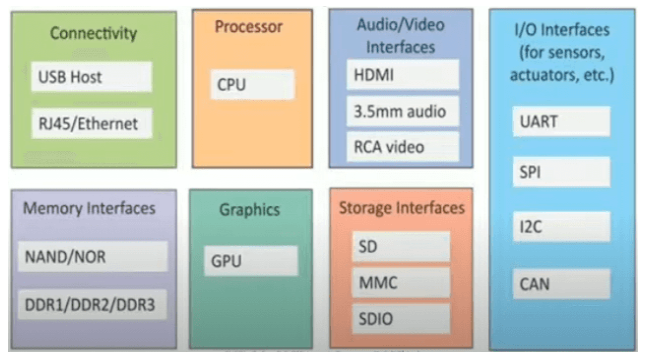 Connectivity
USB Host
RJ45/Ethernet
Processor
CPU
Audio/Video
Interfaces
HDMI
3.5mm audio
RCA video
I/O Interfaces
(for sensors,
actuators, etc.)
UART
SPI
I2C
CAN
Memory Interfaces
NAND/NOR
DDR1/DDR2/DDR3
Graphics
GPU
Storage Interfaces
SD
MMC
SDIO